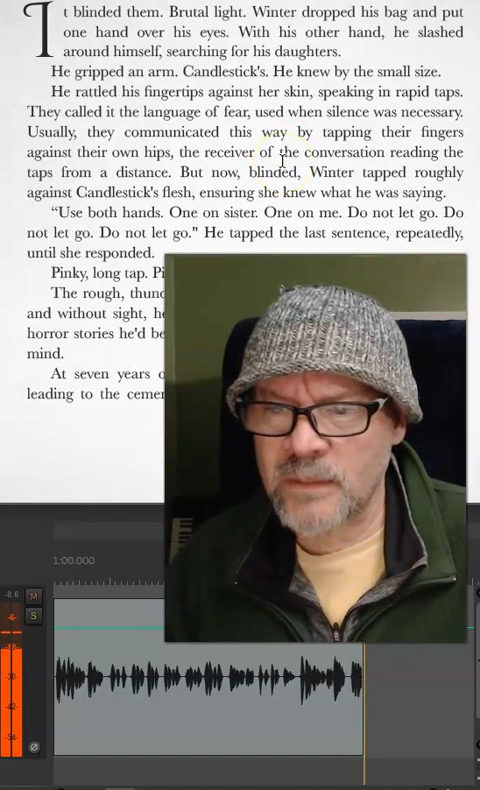 It blinded them. Brutal light. Winter dropped his bag and put
one hand over his eyes. With his other hand, he slashed
around himself, searching for his daughters.
He gripped an arm. Candlestick's. He knew by the small size.
He rattled his fingertips against her skin, speaking in rapid taps.
They called it the language of fear, used when silence was necessary.
Usually, they communicated this way by tapping their fingers
against their own hips, the receiver of the conversation reading the
taps from a distance. But now, blinded, Winter tapped roughly
against Candlestick's flesh, ensuring she knew what he was saying.
“Use both hands. One on sister. One on me. Do not let go. Do
not let go. Do not let go." He tapped the last sentence, repeatedly,
until she responded.
Pinky, long tap.
The rough,
and without sight,
horror stories he'd
mind.
At seven years
leading to the
1:00.000
-8.6 M
-6-
S
-30-
-42-
-54-